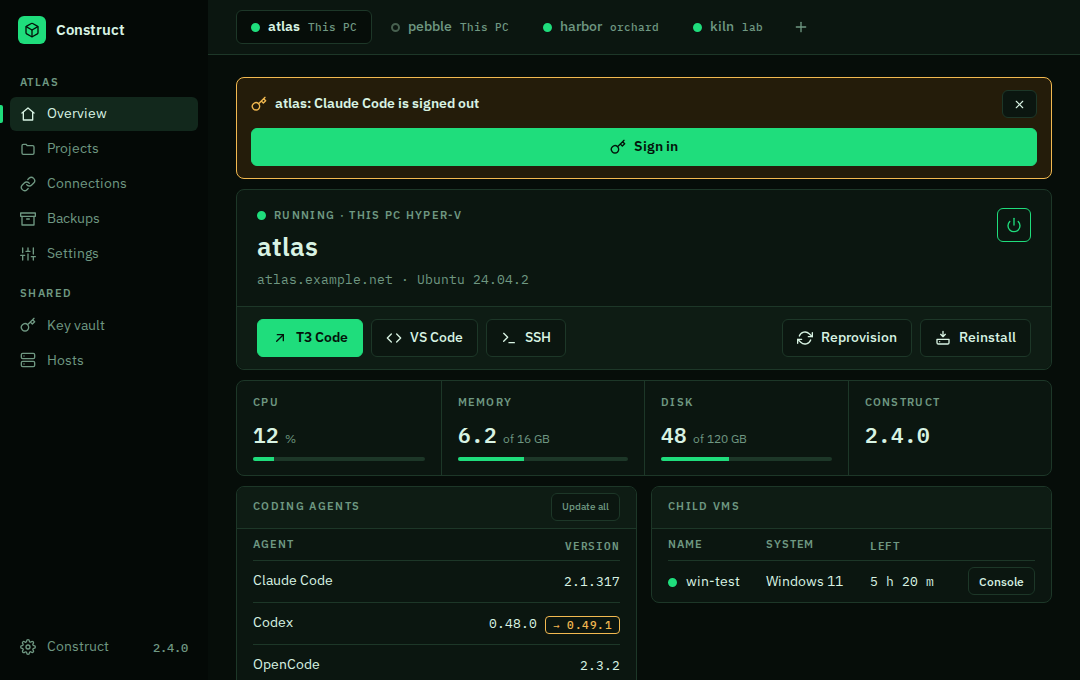 Construct
atlas This PC
pebble This PC
harbor orchard
kiln lab
ATLAS
Overview
Projects
Connections
Backups
Settings
SHARED
Key vault
Hosts
Construct 2.4.0
atlas: Claude Code is signed out
Sign in
RUNNING · THIS PC HYPER-V
atlas
atlas.example.net · Ubuntu 24.04.2
T3 Code
VS Code
SSH
Reprovision
Reinstall
CPU
12 %
MEMORY
6.2 of 16 GB
DISK
48 of 120 GB
CONSTRUCT
2.4.0
CODING AGENTS
Update all
AGENT VERSION
Claude Code 2.1.317
Codex 0.48.0 → 0.49.1
OpenCode 2.3.2
CHILD VMS
NAME SYSTEM LEFT
win-test Windows 11 5 h 20 m Console